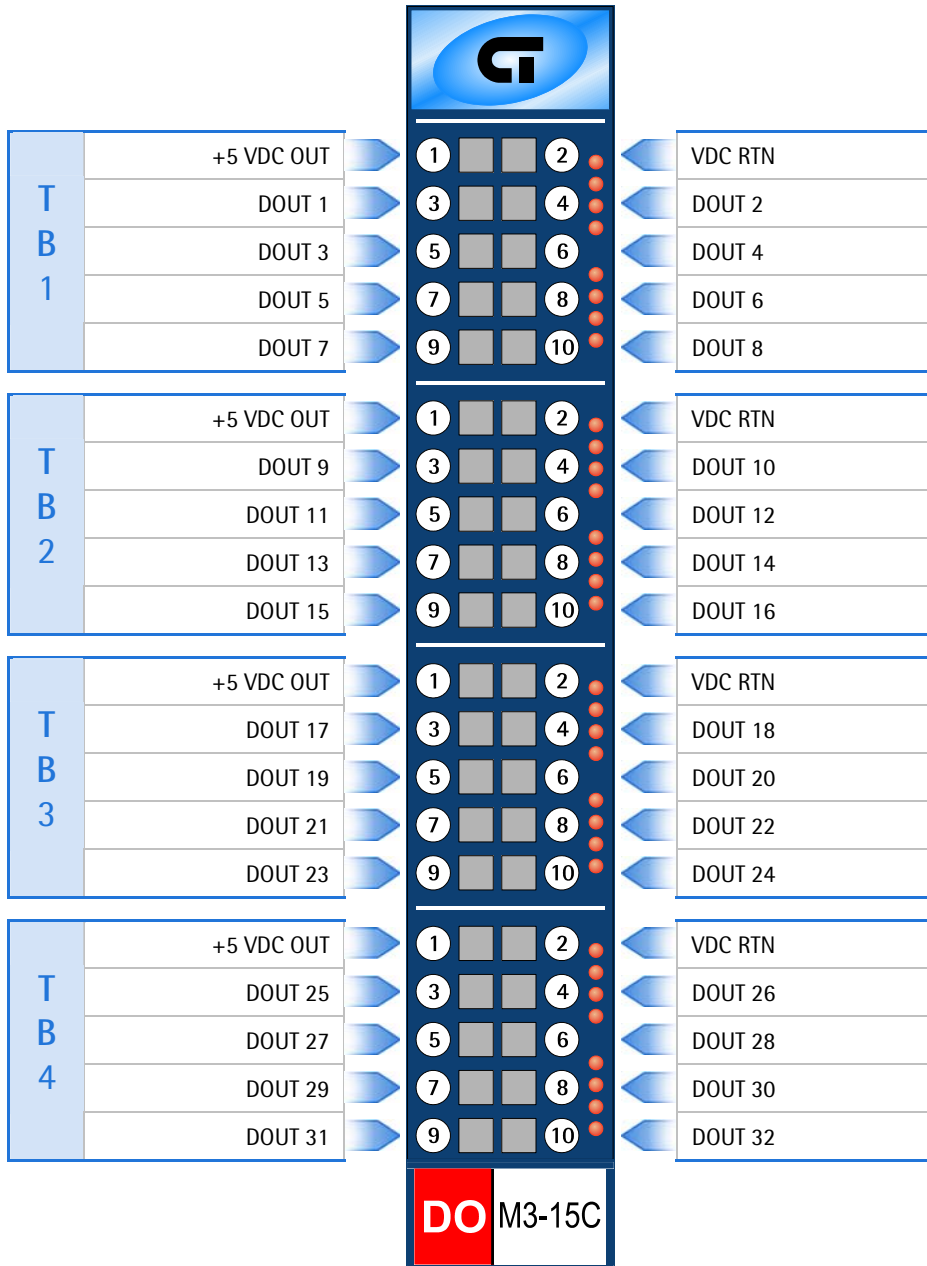 CT
TB1
+5 VDC OUT 1 2 VDC RTN
DOUT 1 3 4 DOUT 2
DOUT 3 5 6 DOUT 4
DOUT 5 7 8 DOUT 6
DOUT 7 9 10 DOUT 8
TB2
+5 VDC OUT 1 2 VDC RTN
DOUT 9 3 4 DOUT 10
DOUT 11 5 6 DOUT 12
DOUT 13 7 8 DOUT 14
DOUT 15 9 10 DOUT 16
TB3
+5 VDC OUT 1 2 VDC RTN
DOUT 17 3 4 DOUT 18
DOUT 19 5 6 DOUT 20
DOUT 21 7 8 DOUT 22
DOUT 23 9 10 DOUT 24
TB4
+5 VDC OUT 1 2 VDC RTN
DOUT 25 3 4 DOUT 26
DOUT 27 5 6 DOUT 28
DOUT 29 7 8 DOUT 30
DOUT 31 9 10 DOUT 32
DO M3-15C